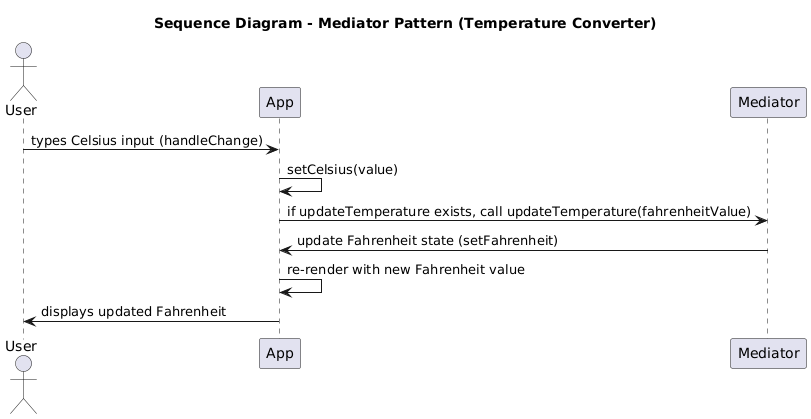 Sequence Diagram - Mediator Pattern (Temperature Converter)
User
App
Mediator
types Celsius input (handleChange)
setCelsius(value)
if updateTemperature exists, call updateTemperature(fahrenheitValue)
update Fahrenheit state (setFahrenheit)
re-render with new Fahrenheit value
displays updated Fahrenheit
User
App
Mediator